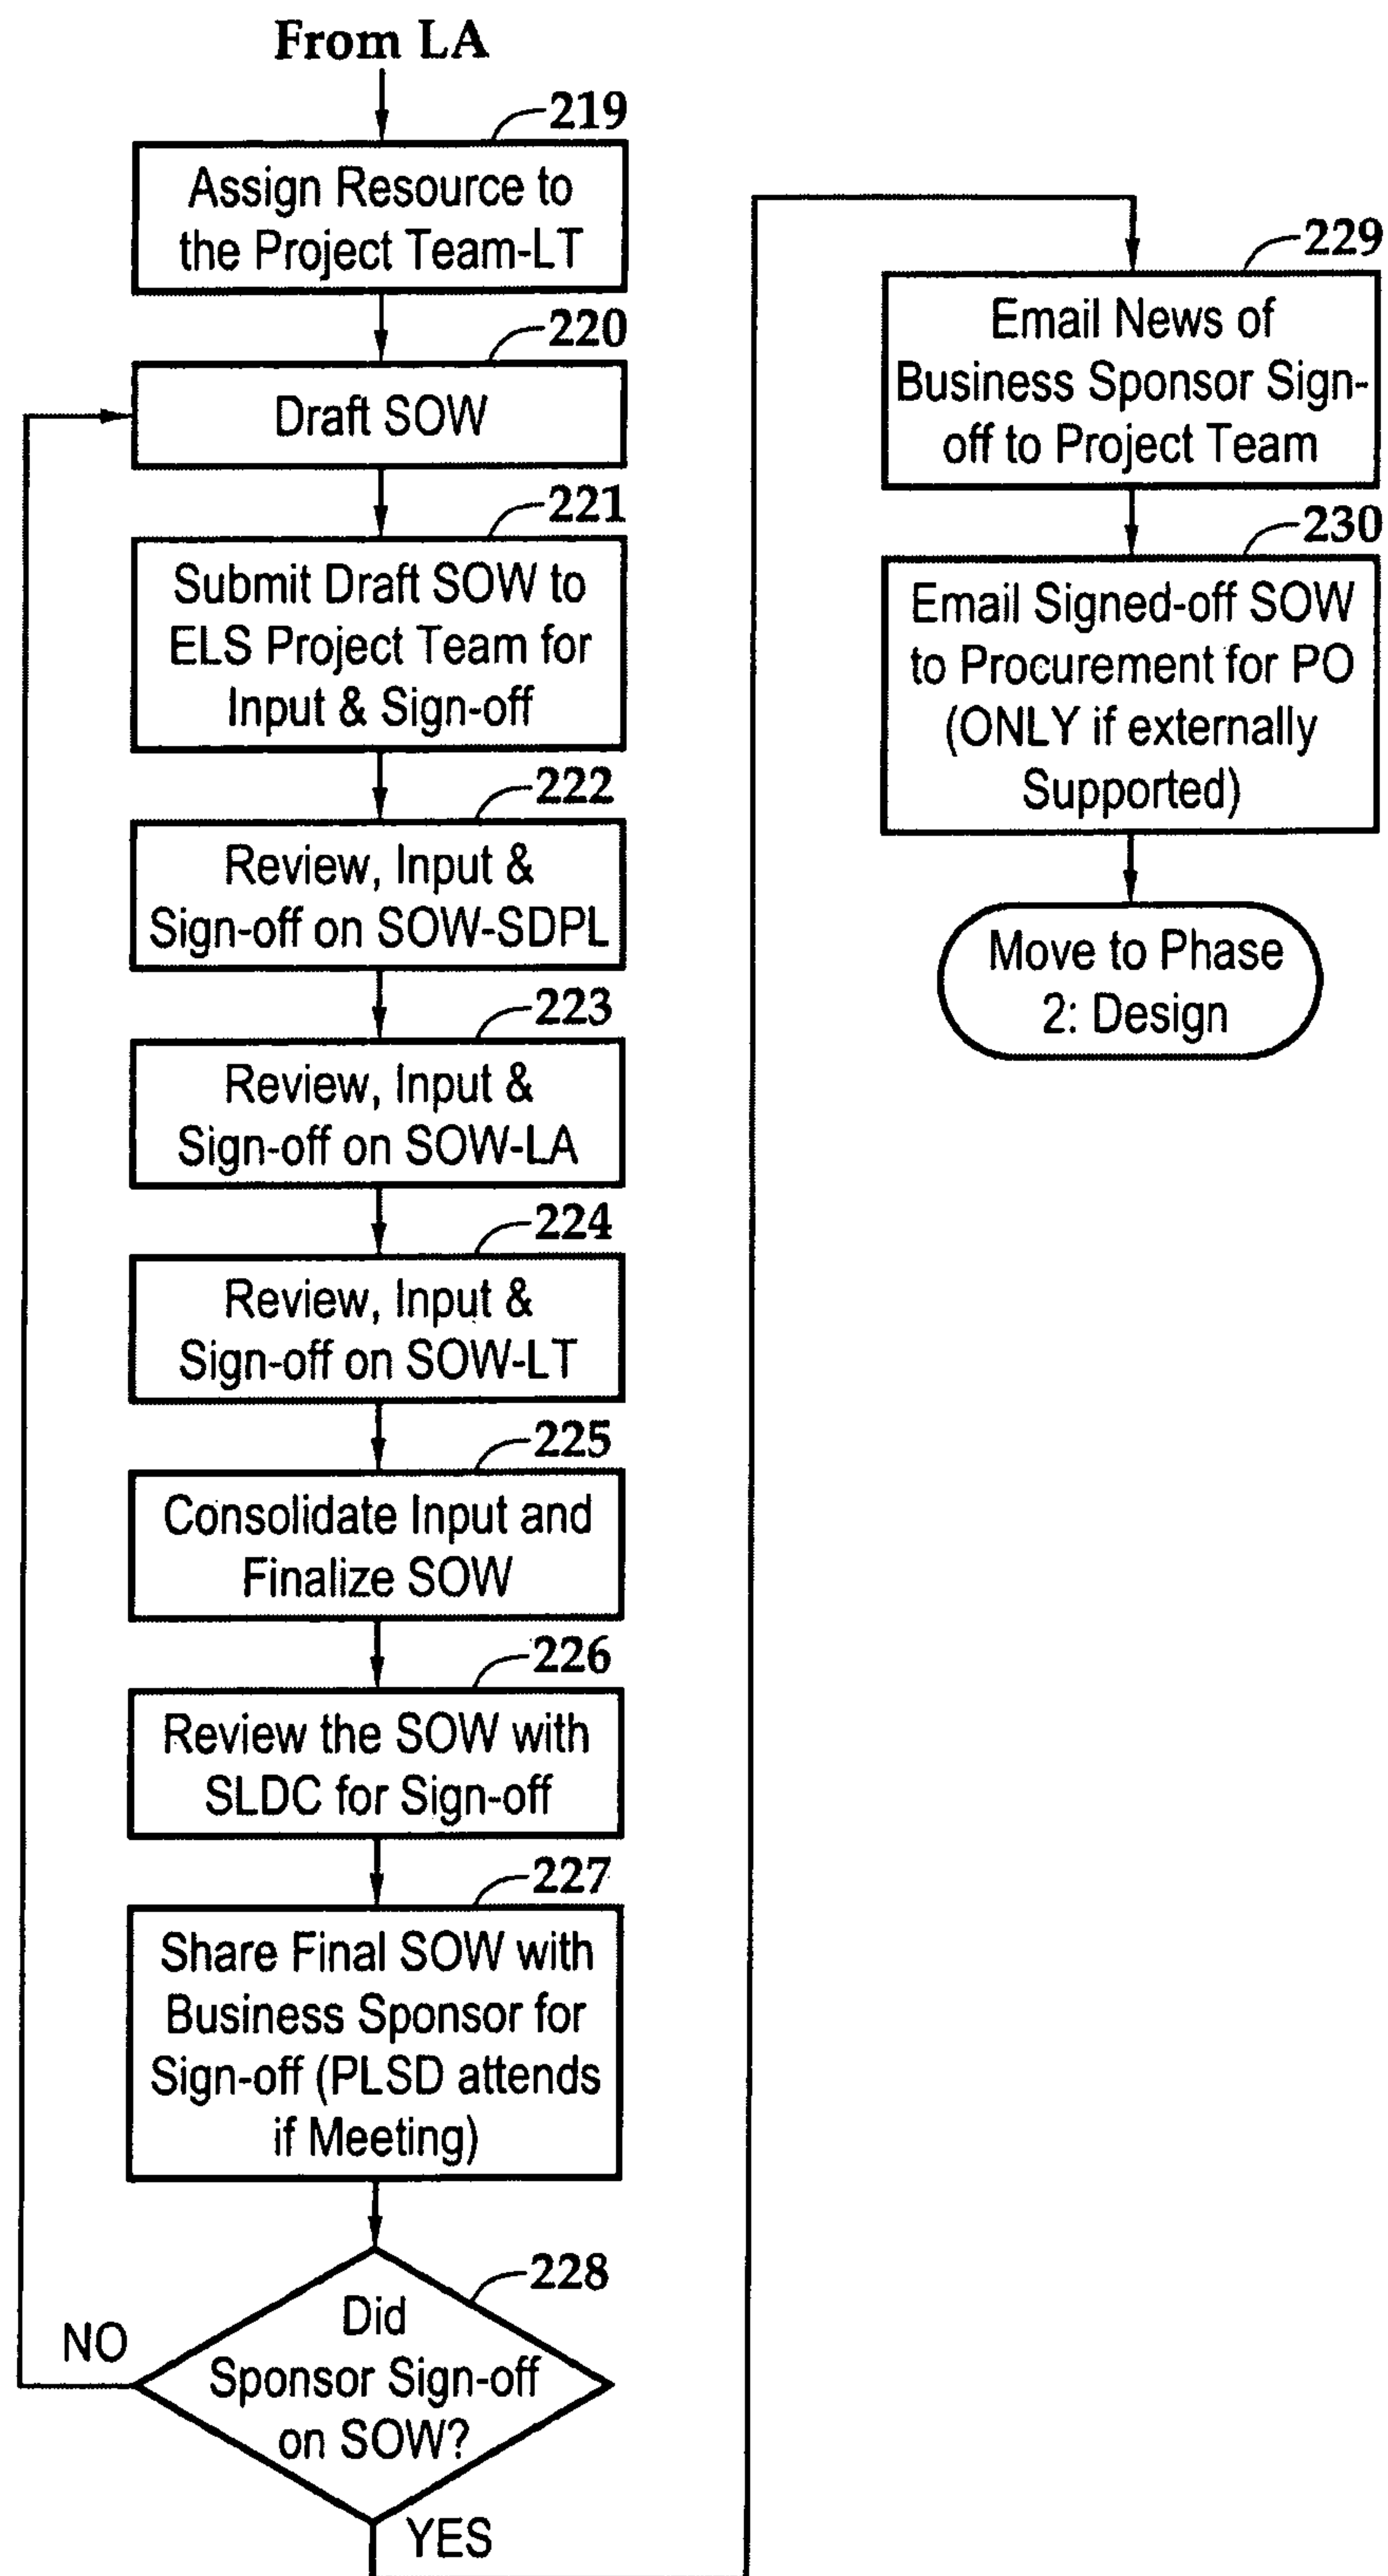 From LA
219
Assign Resource to
the Project Team-LT
220
Draft SOW
221
Submit Draft SOW to
ELS Project Team for
Input & Sign-off
222
Review, Input &
Sign-off on SOW-SDPL
223
Review, Input &
Sign-off on SOW-LA
224
Review, Input &
Sign-off on SOW-LT
225
Consolidate Input and
Finalize SOW
226
Review the SOW with
SLDC for Sign-off
227
Share Final SOW with
Business Sponsor for
Sign-off (PLSD attends
if Meeting)
228
Did
Sponsor Sign-off
on SOW?
NO
YES
229
Email News of
Business Sponsor Sign-
off to Project Team
230
Email Signed-off SOW
to Procurement for PO
(ONLY if externally
Supported)
Move to Phase
2: Design